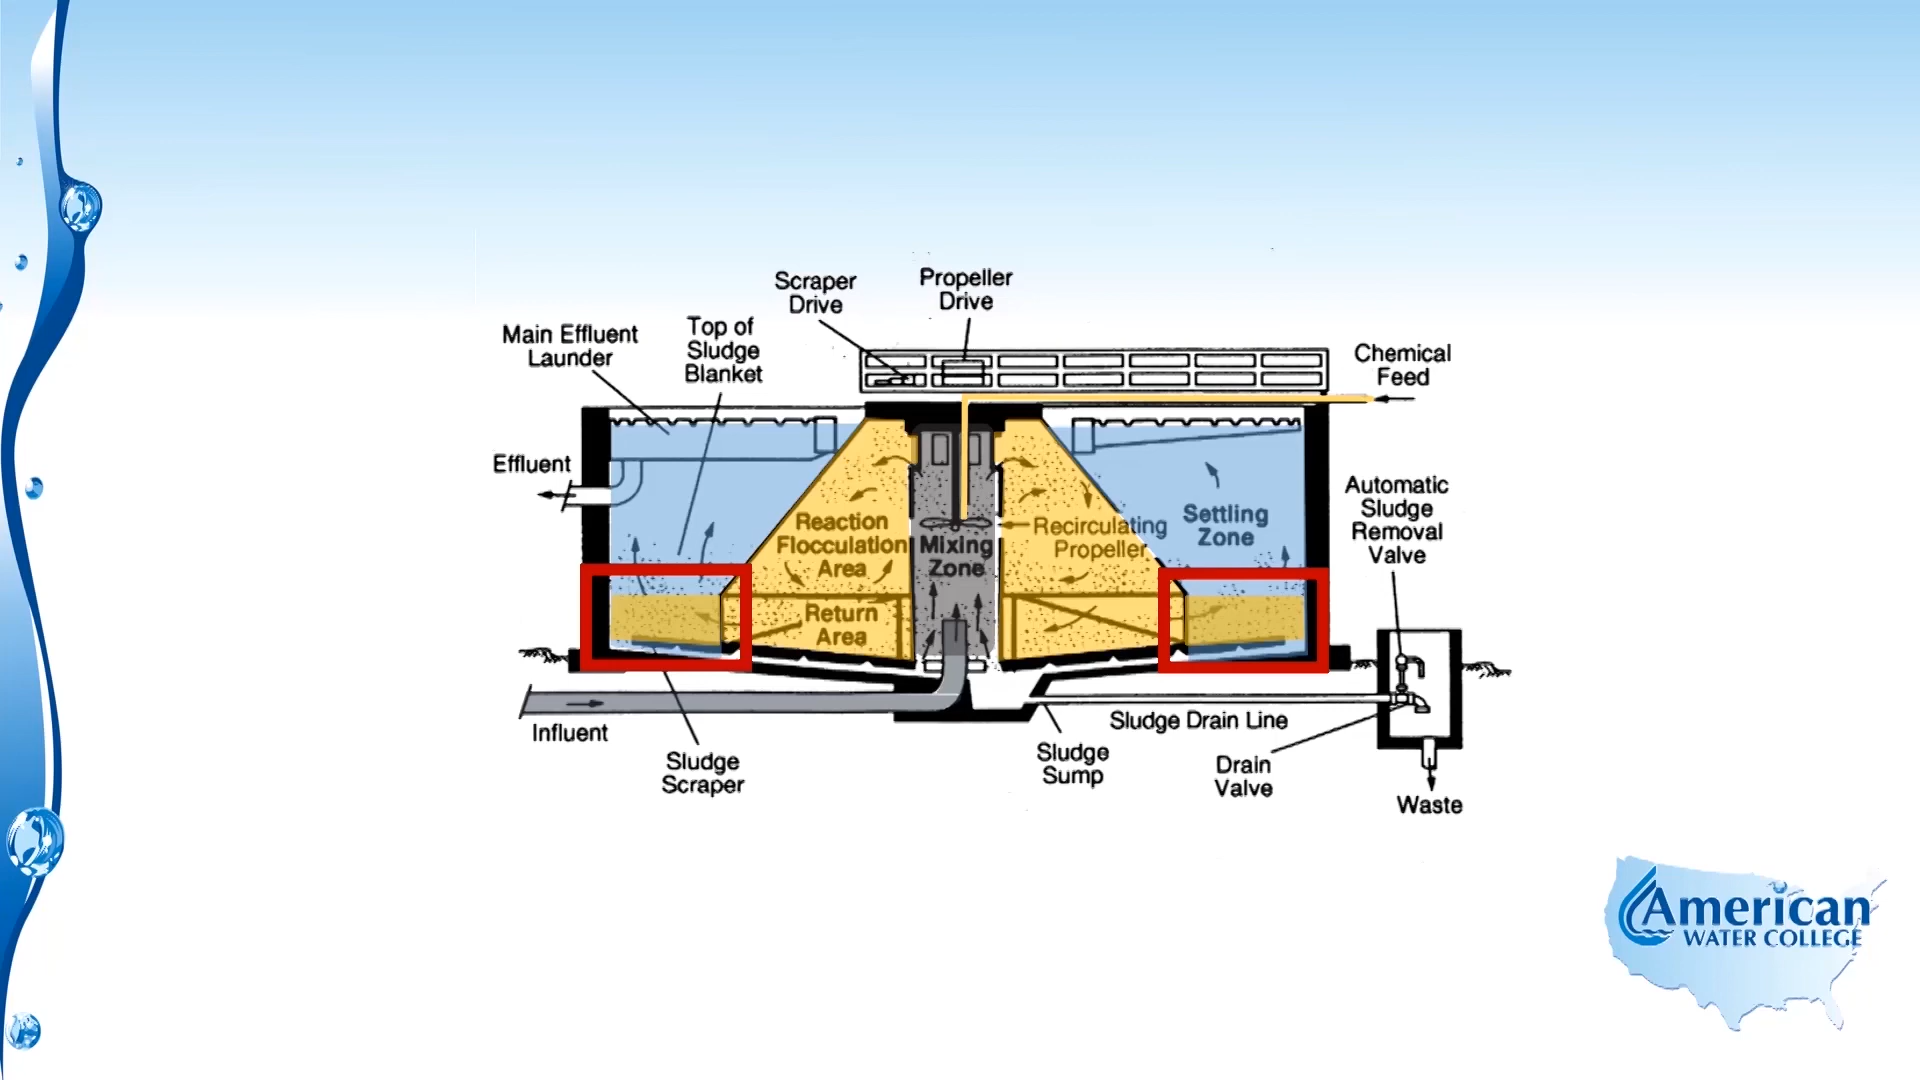 Scraper
Drive
Propeller
Drive
Main Effluent
Launder
Top of
Sludge
Blanket
Chemical
Feed
Effluent
Automatic
Sludge
Removal
Valve
Reaction
Flocculation
Area
Mixing
Zone
Recirculating
Propeller
Settling
Zone
Return
Area
Influent
Sludge
Scraper
Sludge Drain Line
Sludge
Sump
Drain
Valve
Waste
American
WATER COLLEGE